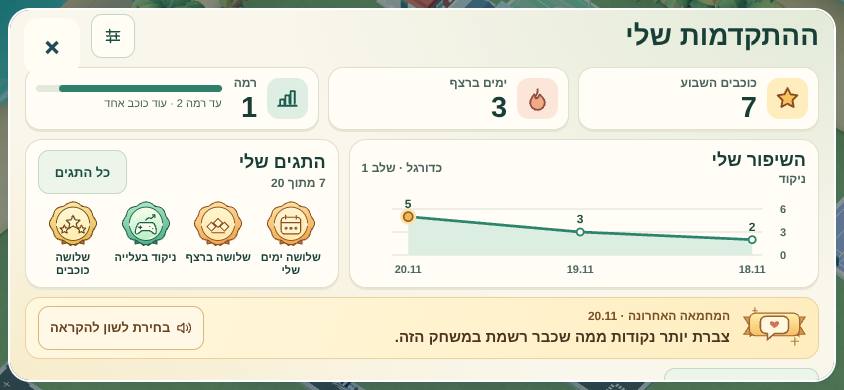 ההתקדמות שלי
×
כוכבים השבוע
7
ימים ברצף
3
רמה
1
עד רמה 2 · עוד כוכב אחד
השיפור שלי
ניקוד
כדורגל · שלב 1
6
3
0
2
3
5
18.11
19.11
20.11
התגים שלי
7 מתוך 20
כל התגים
שלושה ימים שלי
שלושה ברצף
ניקוד בעלייה
שלושה כוכבים
המחמאה האחרונה · 20.11
צברת יותר נקודות ממה שכבר רשמת במשחק הזה.
בחירת לשון להקראה